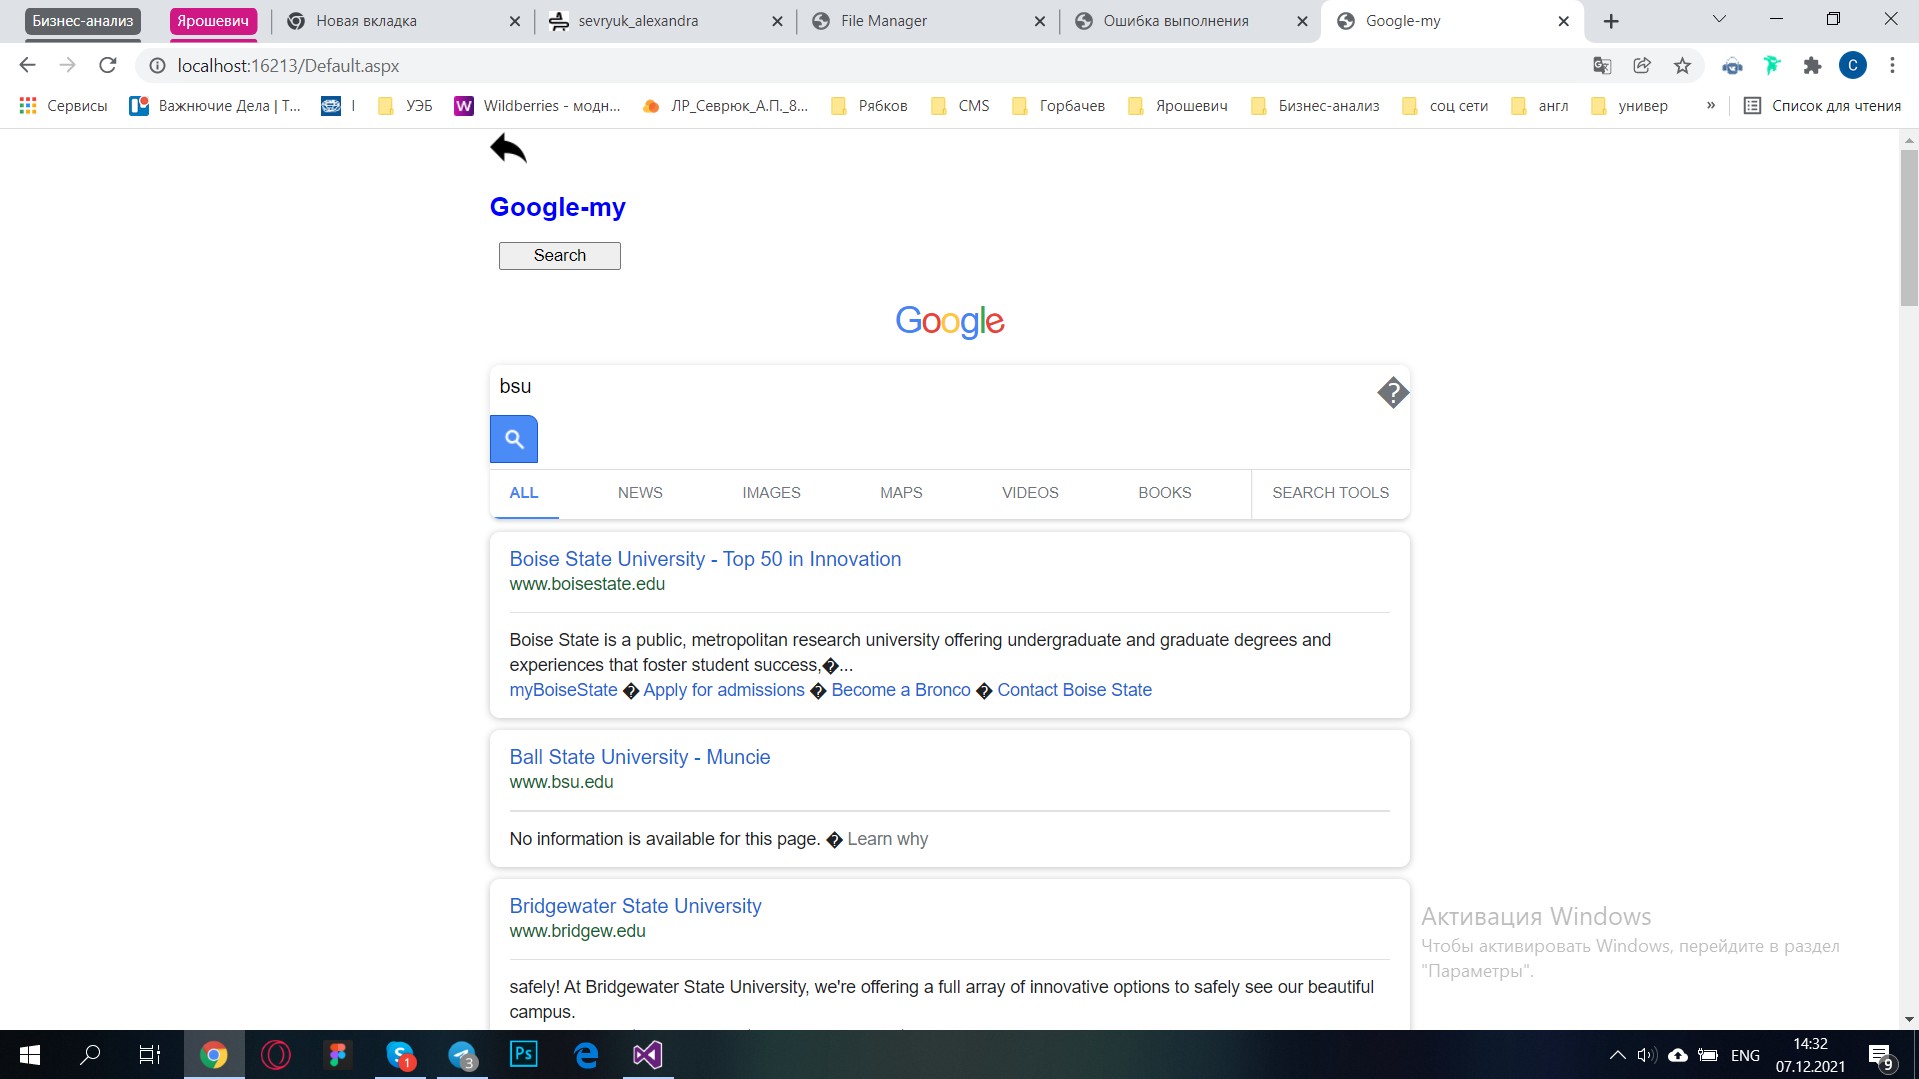 Бизнес-анализ
Ярошевич
Новая вкладка
sevryuk_alexandra
File Manager
Ошибка выполнения
Google-my
localhost:16213/Default.aspx
C
Сервисы
Важнючие Дела | T...
I
УЭБ
W
Wildberries - модн...
ЛР_Севрюк_А.П._8...
Рябков
CMS
Горбачев
Ярошевич
Бизнес-анализ
соц сети
англ
универ
»
Список для чтения
Google-my
Search
Google
bsu
�
ALL
NEWS
IMAGES
MAPS
VIDEOS
BOOKS
SEARCH TOOLS
Boise State University - Top 50 in Innovation
www.boisestate.edu
Boise State is a public, metropolitan research university offering undergraduate and graduate degrees and
experiences that foster student success,�...
myBoiseState � Apply for admissions � Become a Bronco � Contact Boise State
Ball State University - Muncie
www.bsu.edu
No information is available for this page. � Learn why
Bridgewater State University
www.bridgew.edu
safely! At Bridgewater State University, we're offering a full array of innovative options to safely see our beautiful
campus.
Активация Windows
Чтобы активировать Windows, перейдите в раздел
"Параметры".
1
3
Ps
ENG
14:32
07.12.2021
9